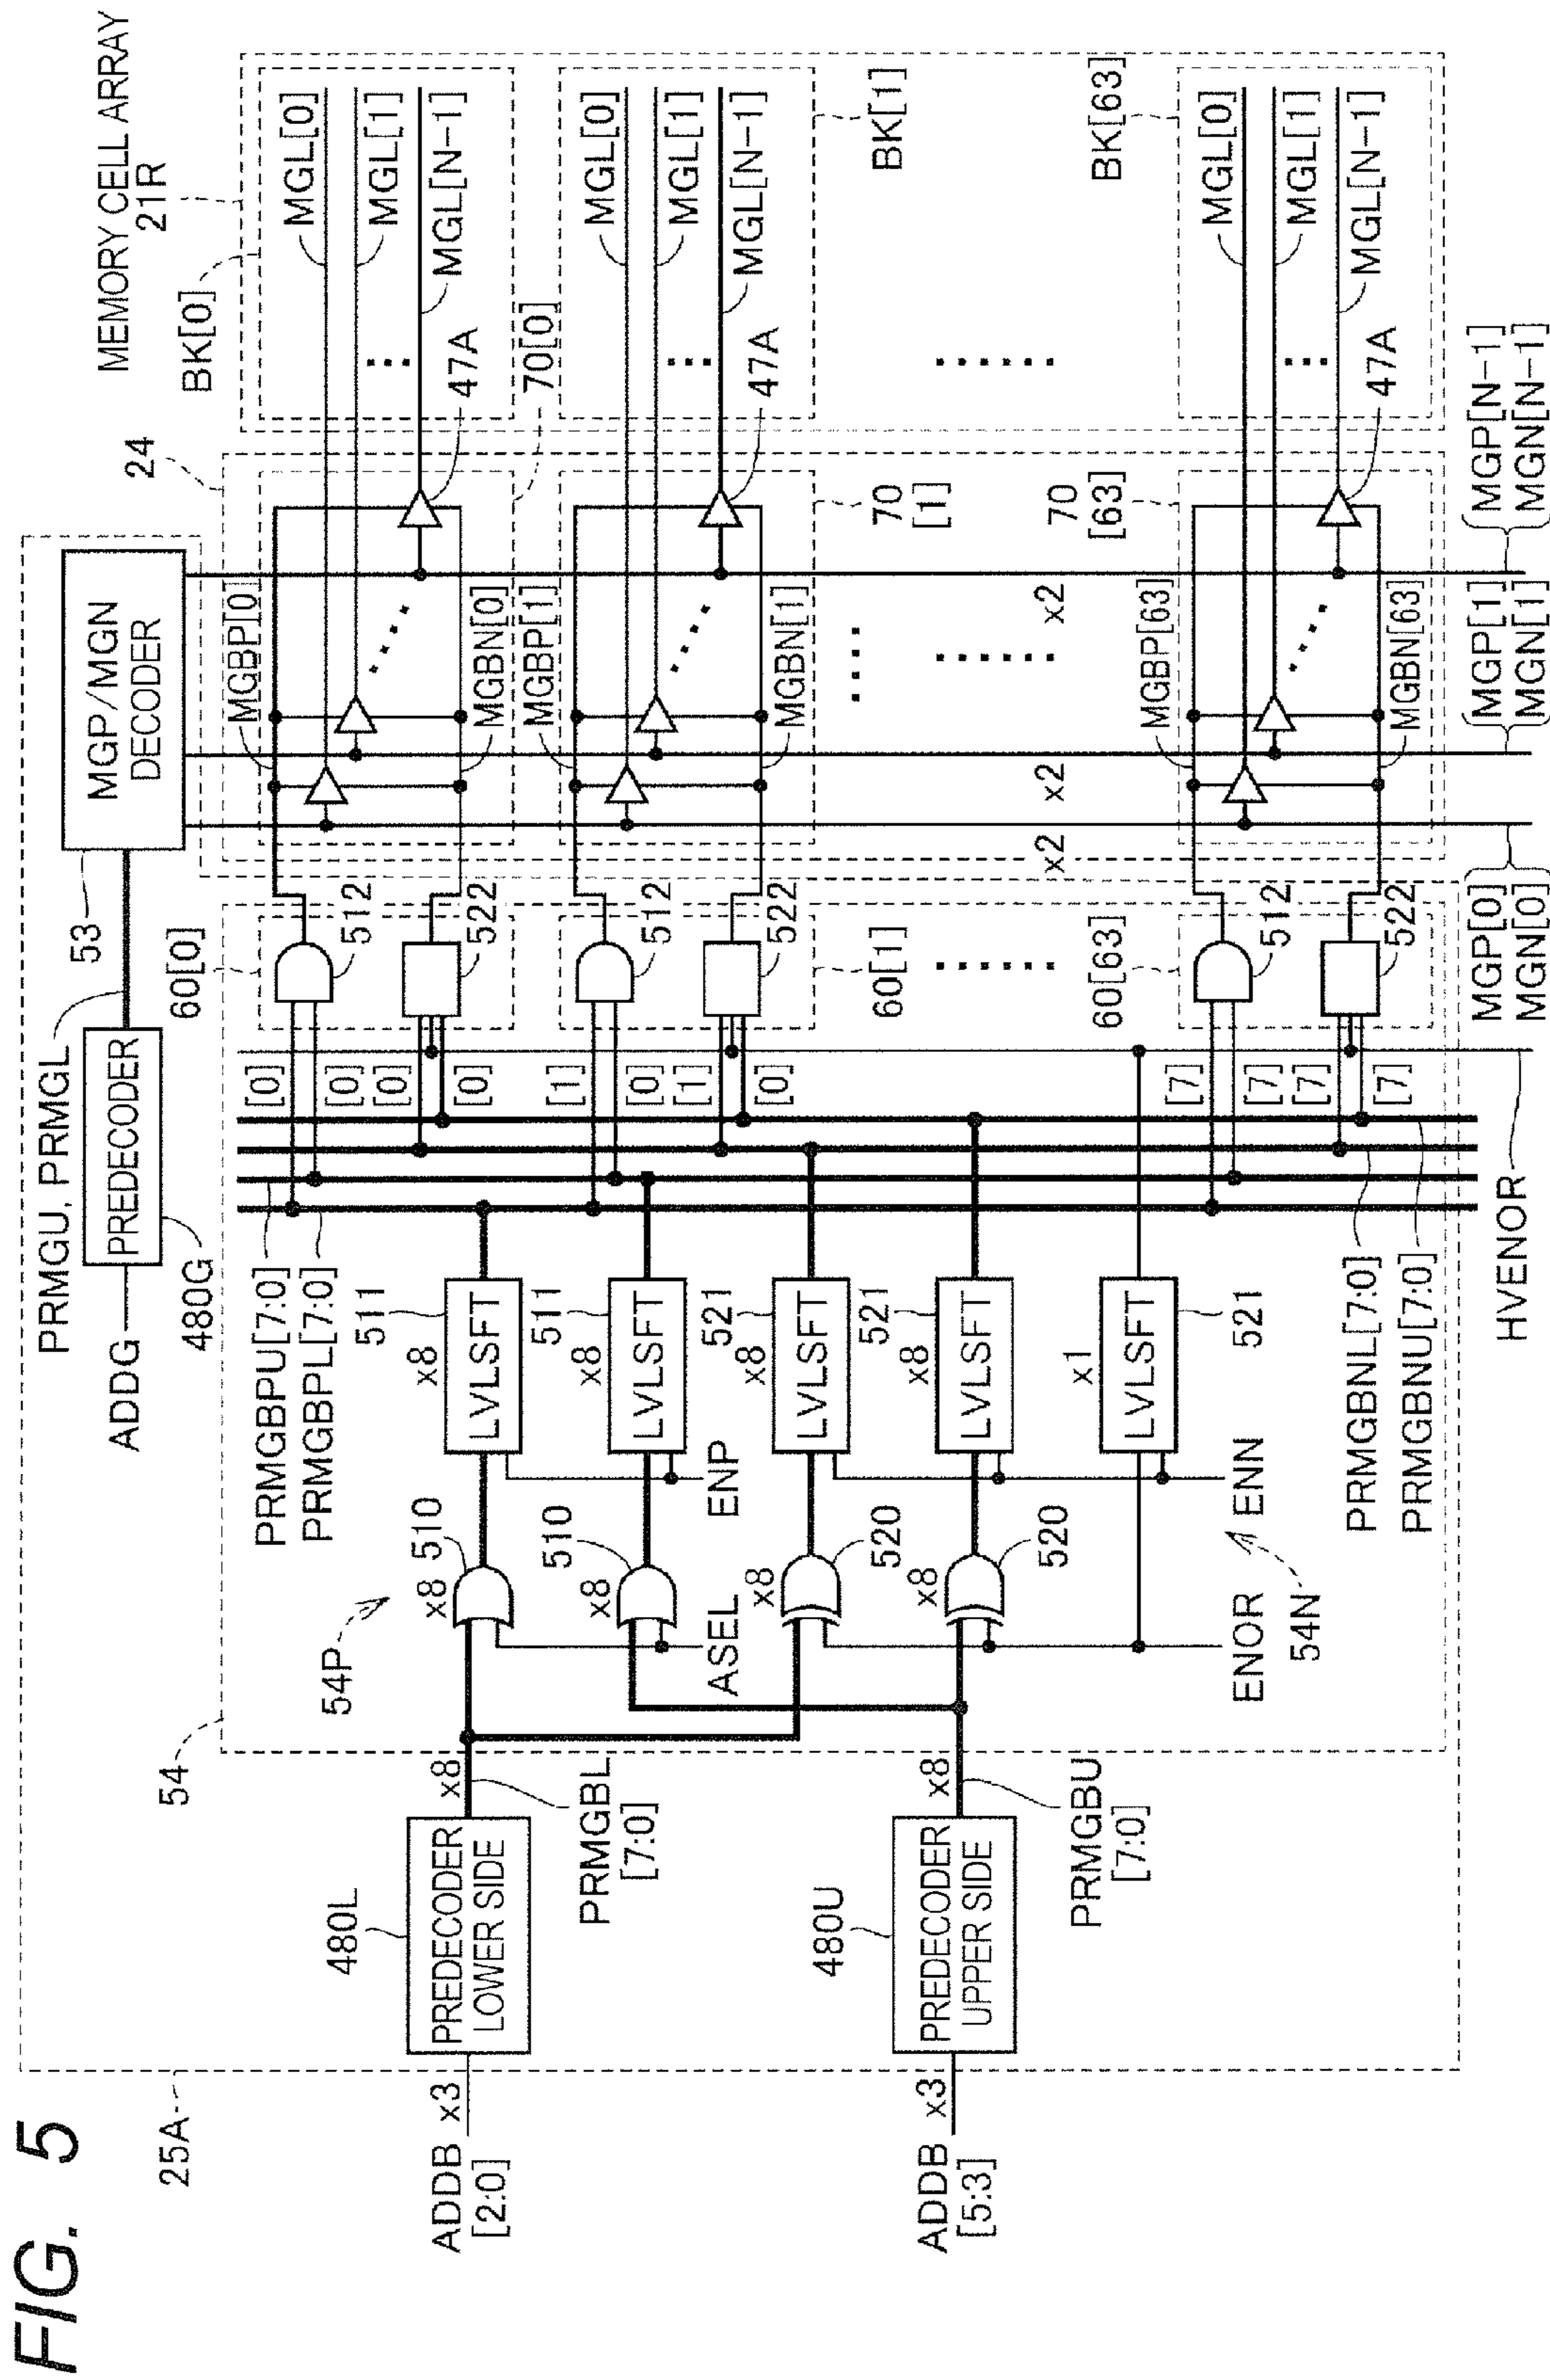 FIG. 5
25A
ADDB
[2:0]
x3
ADDB
[5:3]
x3
480L
PREDECODER
LOWER SIDE
480U
PREDECODER
UPPER SIDE
x8
PRMGBL
[7:0]
x8
PRMGBU
[7:0]
54
54P
ASEL
ENOR
54N
x8
510
x8
510
x8
520
x8
520
ENP
ENN
x8
511
LVLSFT
x8
511
LVLSFT
x8
521
LVLSFT
x8
521
LVLSFT
x1
521
LVLSFT
PRMGBPU[7:0]
PRMGBPL[7:0]
PRMGBNL[7:0]
PRMGBNU[7:0]
HVENOR
ADDG
480G
PREDECODER
PRMGU, PRMGL
53
MGP/MGN
DECODER
[0]
[0]
[0]
[0]
[1]
[0]
[1]
[0]
[7]
[7]
[7]
[7]
60[0]
512
522
512
522
60[1]
60[63]
512
522
24
MGBP[0]
MGBN[0]
MGBP[1]
MGBN[1]
MGBP[63]
MGBN[63]
x2
x2
x2
47A
70[0]
47A
70
[1]
70
[63]
47A
MGP[0]
MGN[0]
MGP[1]
MGN[1]
MGP[N-1]
MGN[N-1]
MEMORY CELL ARRAY
21R
BK[0]
MGL[0]
MGL[1]
MGL[N-1]
MGL[0]
MGL[1]
MGL[N-1]
BK[1]
BK[63]
MGL[0]
MGL[1]
MGL[N-1]